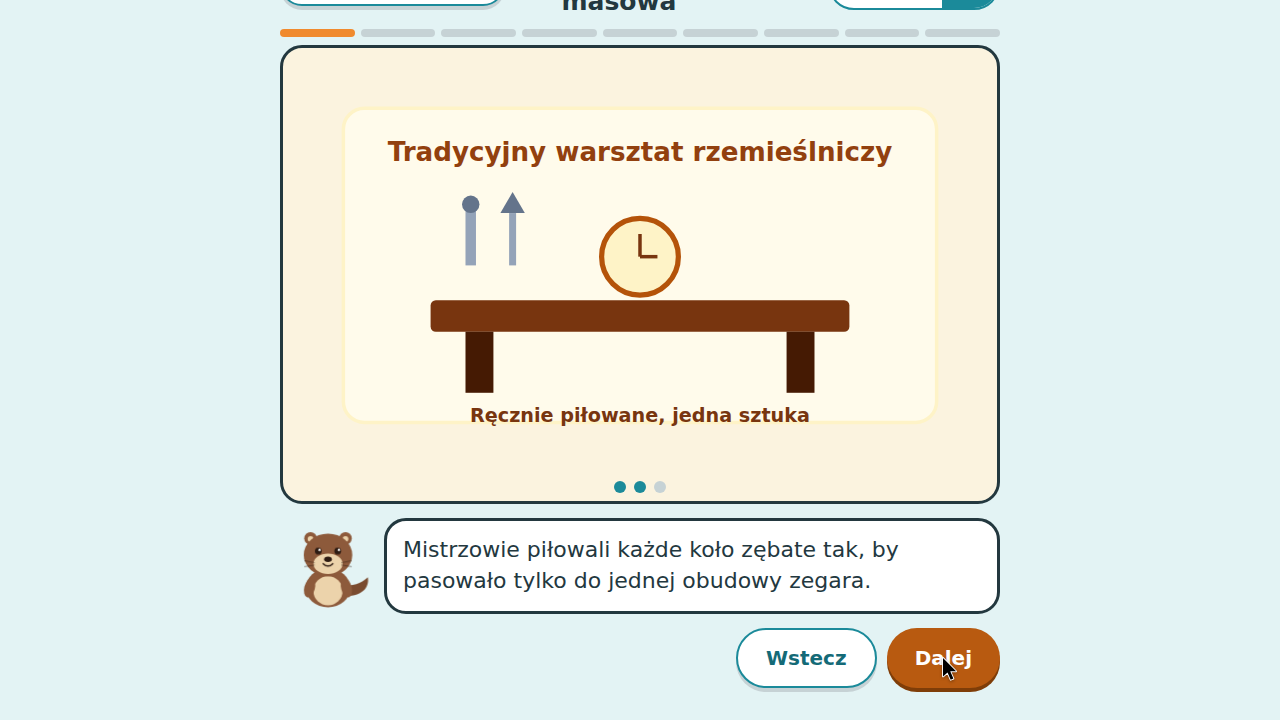 masowa
Tradycyjny warsztat rzemieślniczy
Ręcznie piłowane, jedna sztuka
Mistrzowie piłowali każde koło zębate tak, by
pasowało tylko do jednej obudowy zegara.
Wstecz
Dalej